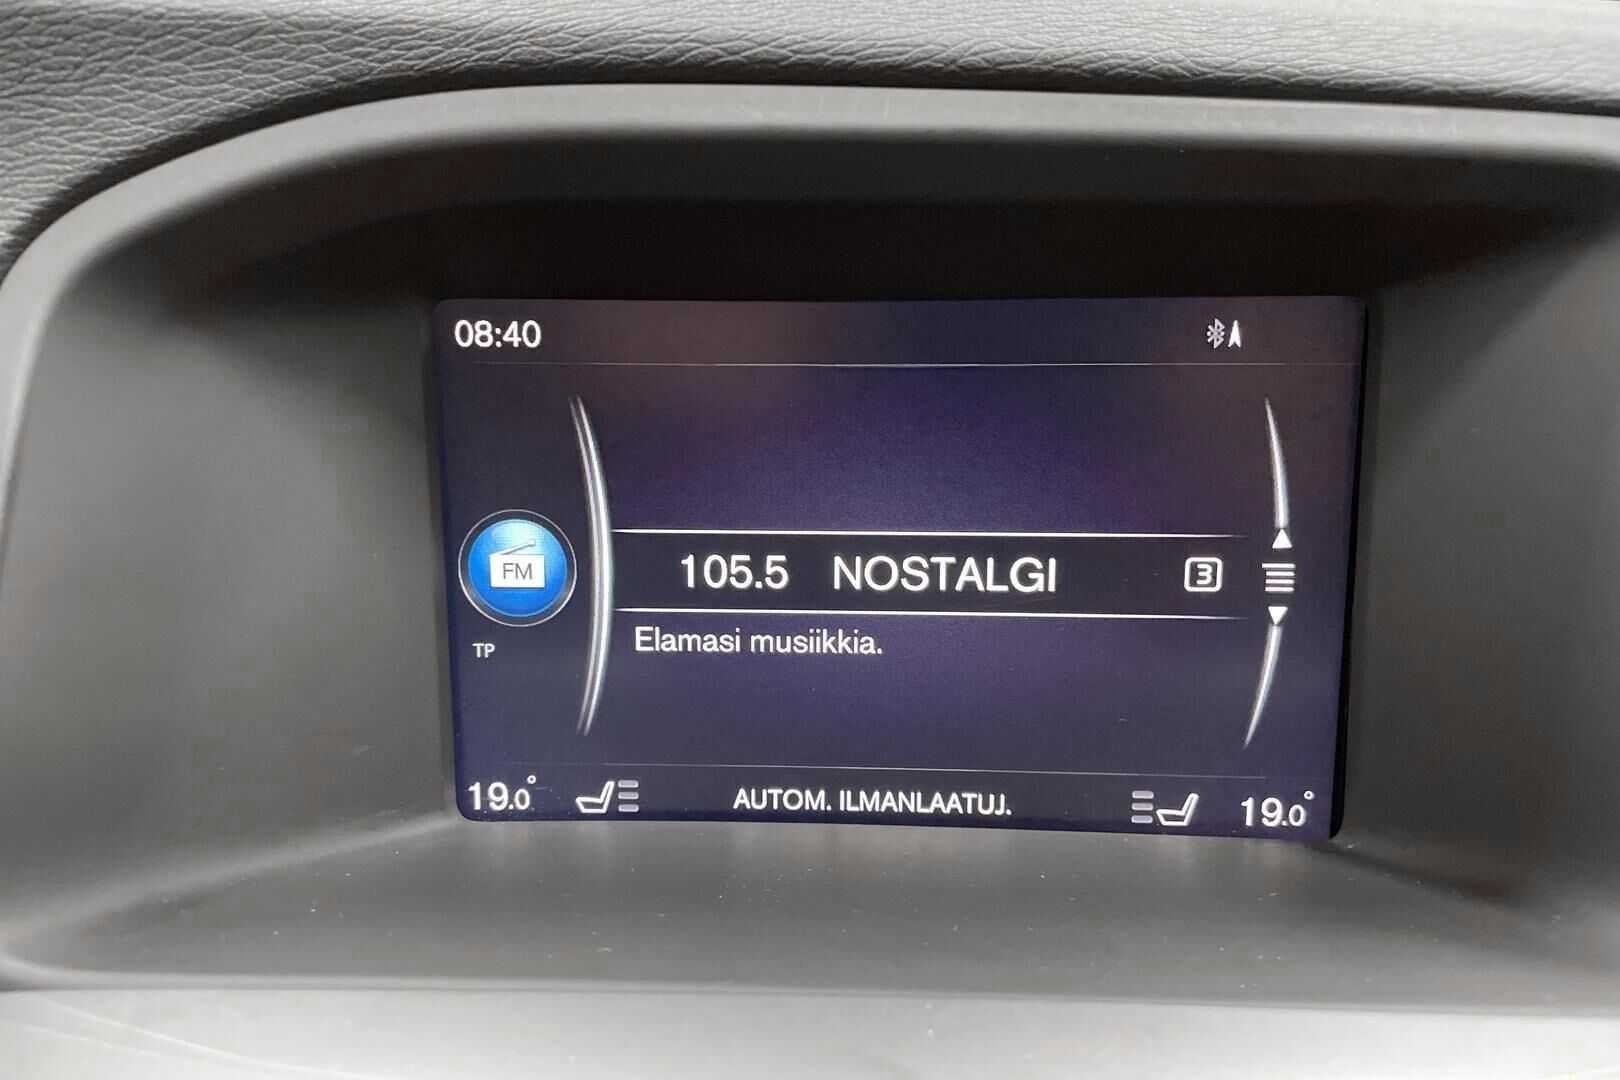 08:40
FM
105.5 NOSTALGI 3
TP
Elamasi musiikkia.
19.0° AUTOM. ILMANLAATUJ. 19.0°